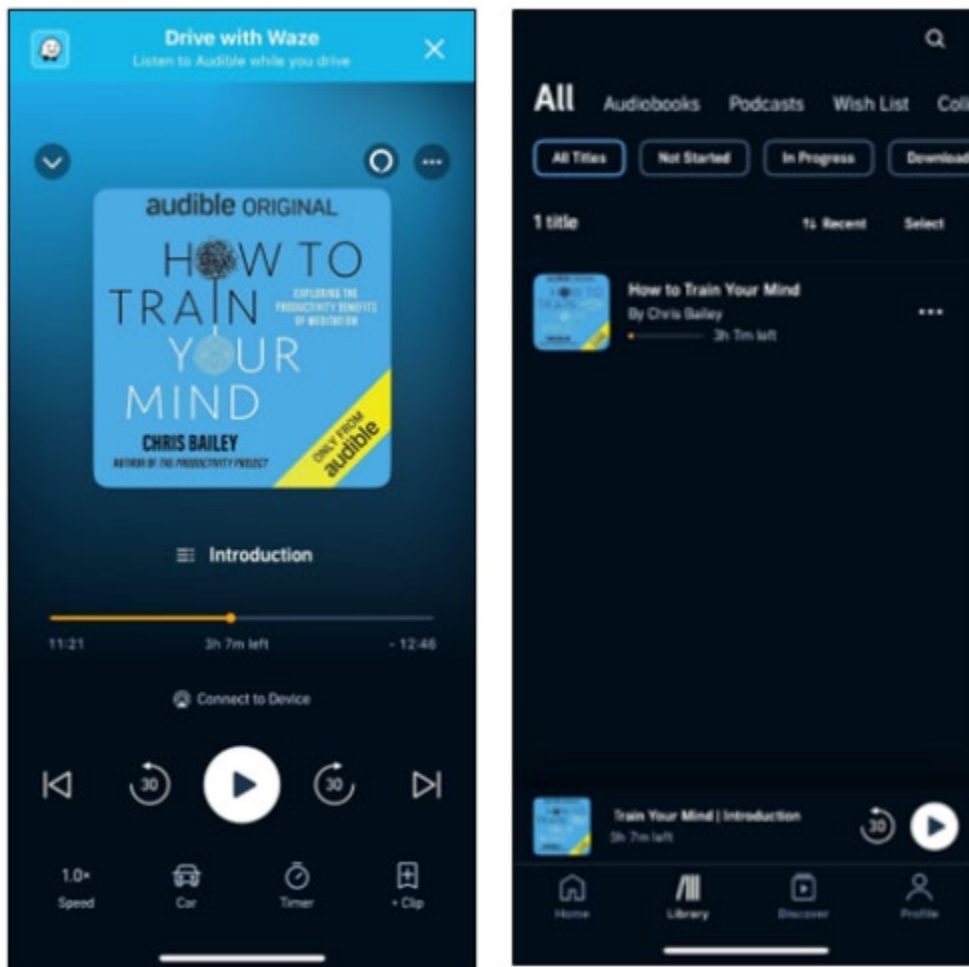 Drive with Waze
Listen to Audible while you drive
audible ORIGINAL
HOW TO
TRAIN
EXPLORING THE
PRODUCTIVITY BENEFITS
OF MEDITATION
YOUR
MIND
CHRIS BAILEY
AUTHOR OF THE PRODUCTIVITY PROJECT
ONLY FROM
audible
Introduction
11:21 3h 7m left - 12:46
Connect to Device
30 30
1.0× Car Timer + Clip
Speed
All Audiobooks Podcasts Wish List Coll
All Titles Not Started In Progress Download
1 title Recent Select
How to Train Your Mind
By Chris Bailey
3h 7m left
Train Your Mind | Introduction
3h 7m left
30
Home Library Discover Profile